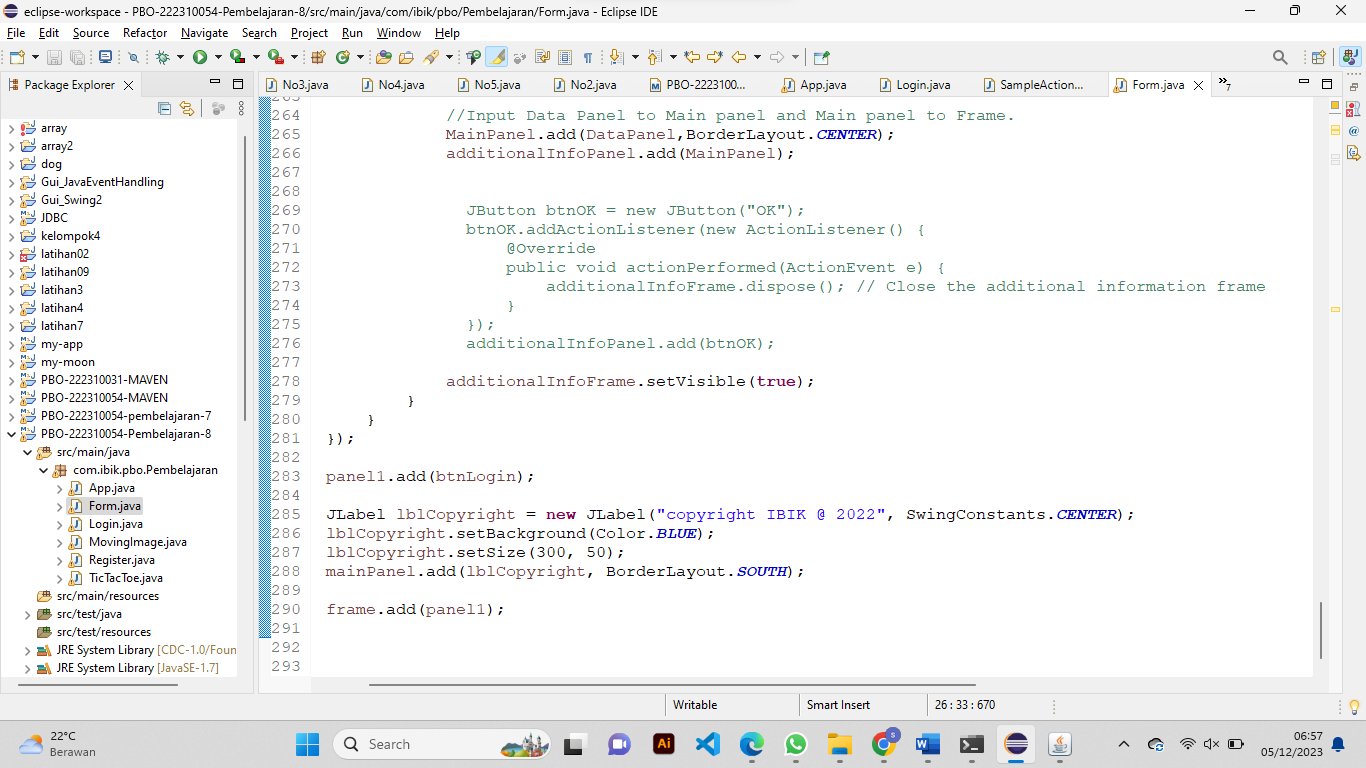 eclipse-workspace - PBO-222310054-Pembelajaran-8/src/main/java/com/ibik/pbo/Pembelajaran/Form.java - Eclipse IDE
File Edit Source Refactor Navigate Search Project Run Window Help
Package Explorer
No3.java No4.java No5.java No2.java PBO-2223100... App.java Login.java SampleAction... Form.java »7
array
array2
dog
Gui_JavaEventHandling
Gui_Swing2
JDBC
kelompok4
latihan02
latihan09
latihan3
latihan4
latihan7
my-app
my-moon
PBO-222310031-MAVEN
PBO-222310054-MAVEN
PBO-222310054-pembelajaran-7
PBO-222310054-Pembelajaran-8
src/main/java
com.ibik.pbo.Pembelajaran
App.java
Form.java
Login.java
MovingImage.java
Register.java
TicTacToe.java
src/main/resources
src/test/java
src/test/resources
JRE System Library [CDC-1.0/Foun
JRE System Library [JavaSE-1.7]
263
264 //Input Data Panel to Main panel and Main panel to Frame.
265 MainPanel.add(DataPanel,BorderLayout.CENTER);
266 additionalInfoPanel.add(MainPanel);
267
268
269 JButton btnOK = new JButton("OK");
270 btnOK.addActionListener(new ActionListener() {
271 @Override
272 public void actionPerformed(ActionEvent e) {
273 additionalInfoFrame.dispose(); // Close the additional information frame
274 }
275 });
276 additionalInfoPanel.add(btnOK);
277
278 additionalInfoFrame.setVisible(true);
279 }
280 }
281 });
282
283 panel1.add(btnLogin);
284
285 JLabel lblCopyright = new JLabel("copyright IBIK @ 2022", SwingConstants.CENTER);
286 lblCopyright.setBackground(Color.BLUE);
287 lblCopyright.setSize(300, 50);
288 mainPanel.add(lblCopyright, BorderLayout.SOUTH);
289
290 frame.add(panel1);
291
292
293
Writable Smart Insert 26 : 33 : 670
22°C
Berawan
Search
06:57
05/12/2023